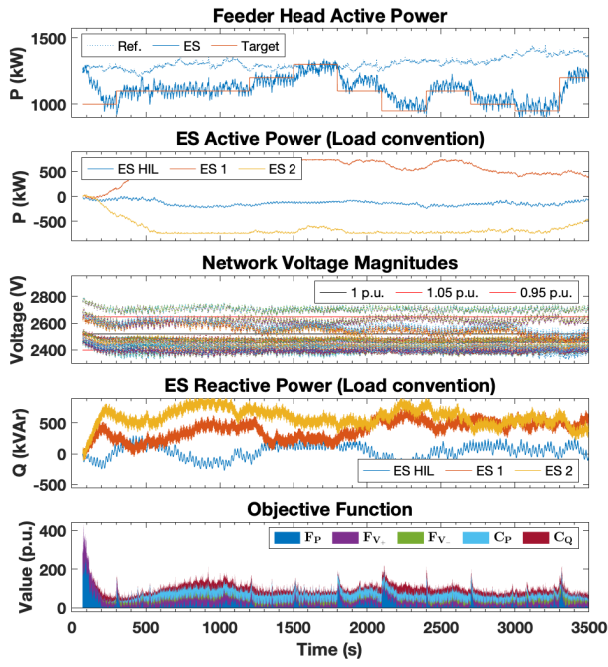 Feeder Head Active Power
P (kW)
1500
1000
Ref. ES Target
ES Active Power (Load convention)
P (kW)
500
0
-500
ES HIL ES 1 ES 2
Network Voltage Magnitudes
Voltage (V)
2800
2600
2400
1 p.u. 1.05 p.u. 0.95 p.u.
ES Reactive Power (Load convention)
Q (kVAr)
500
0
-500
ES HIL ES 1 ES 2
Objective Function
Value (p.u.)
400
200
0
F_P F_V+ F_V- C_P C_Q
0 500 1000 1500 2000 2500 3000 3500
Time (s)